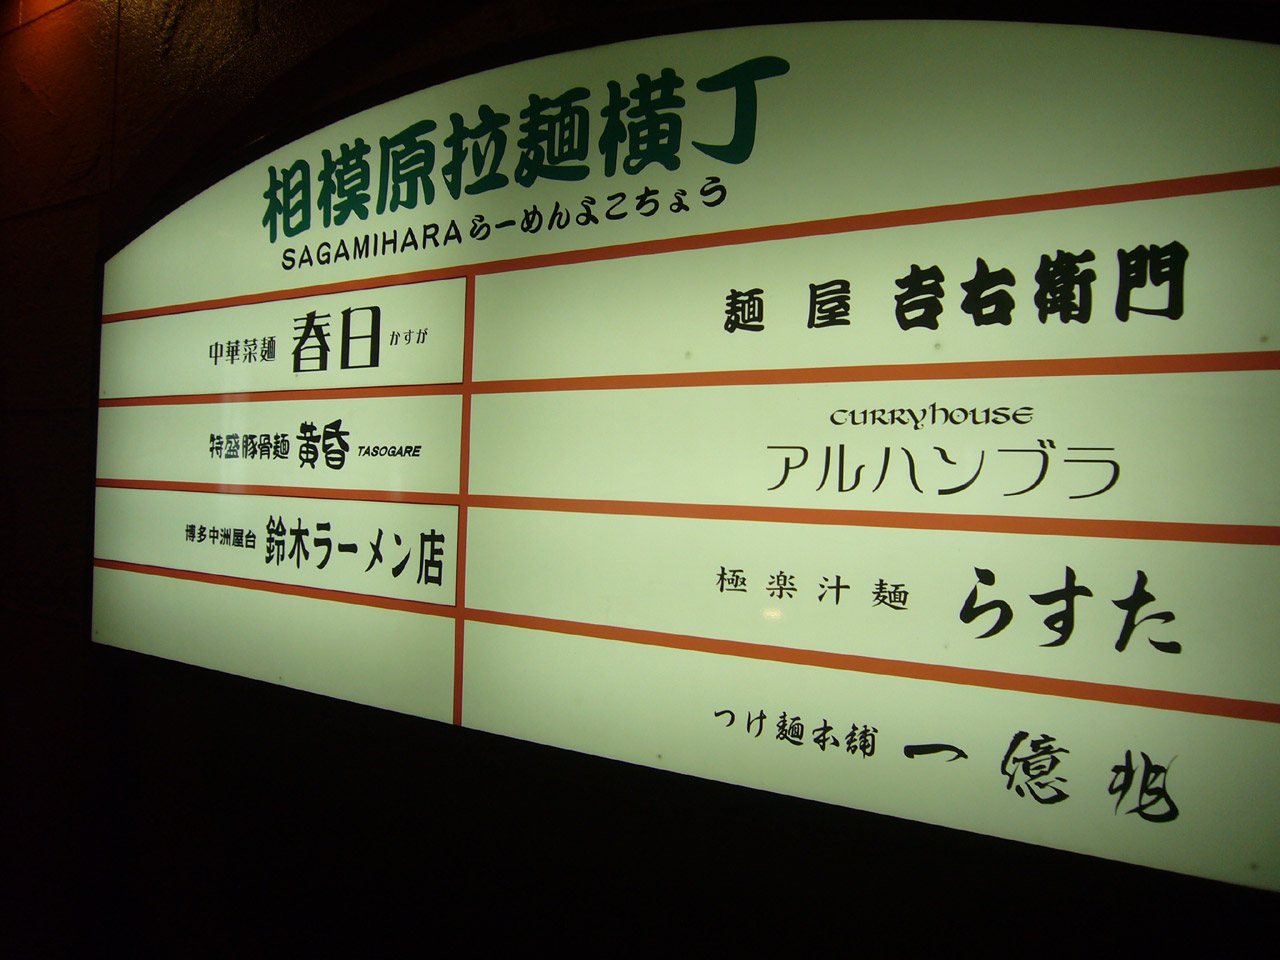 相模原拉麺横丁
SAGAMIHARAらーめんよこちょう
中華菜麺 春日 かすが
特盛豚骨麺 黄昏 TASOGARE
博多中洲屋台 鈴木ラーメン店
麺屋 吉右衛門
CURRYhOUSE
アルハンブラ
極楽汁麺 らすた
つけ麺本舗 一億兆